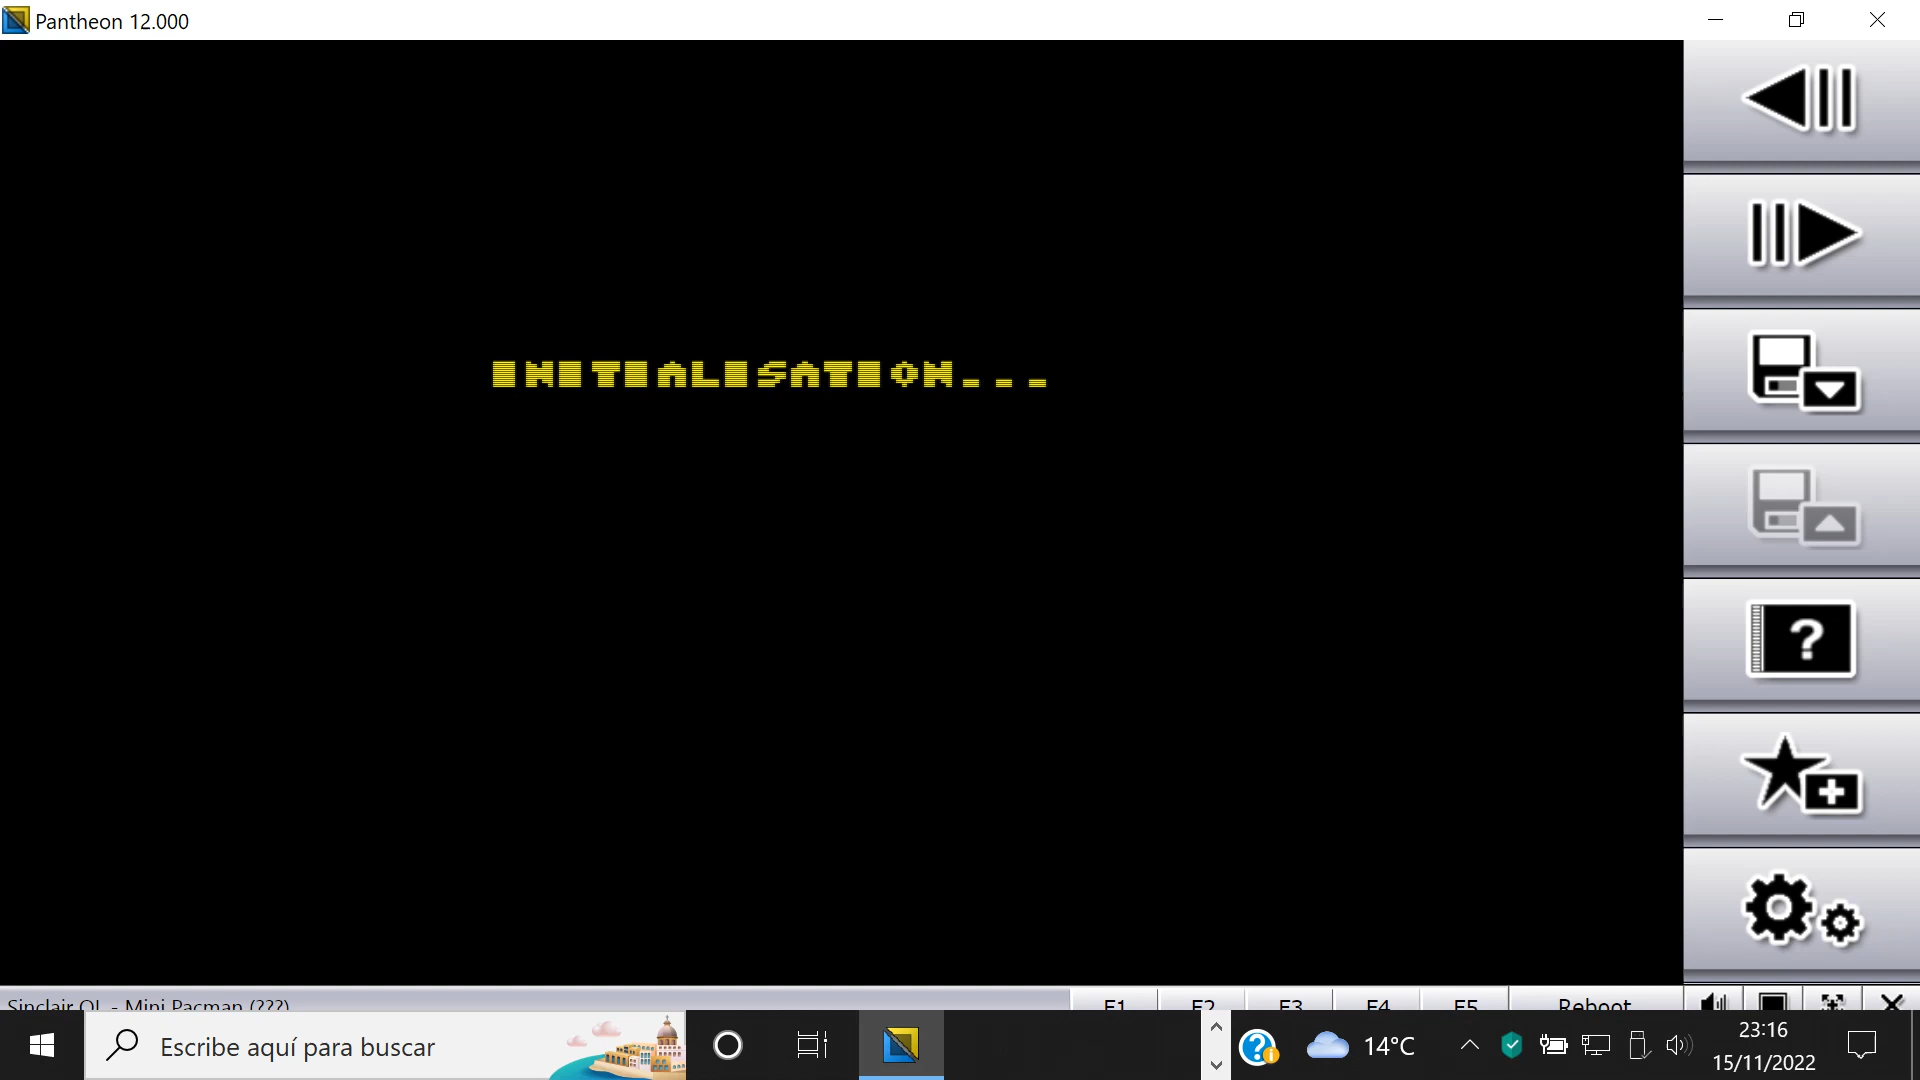 Pantheon 12.000
INITIALISATION...
?
Sinclair QL - Mini Pacman (???)
F1
F2
F3
F4
F5
Reboot
Escribe aquí para buscar
14°C
23:16
15/11/2022